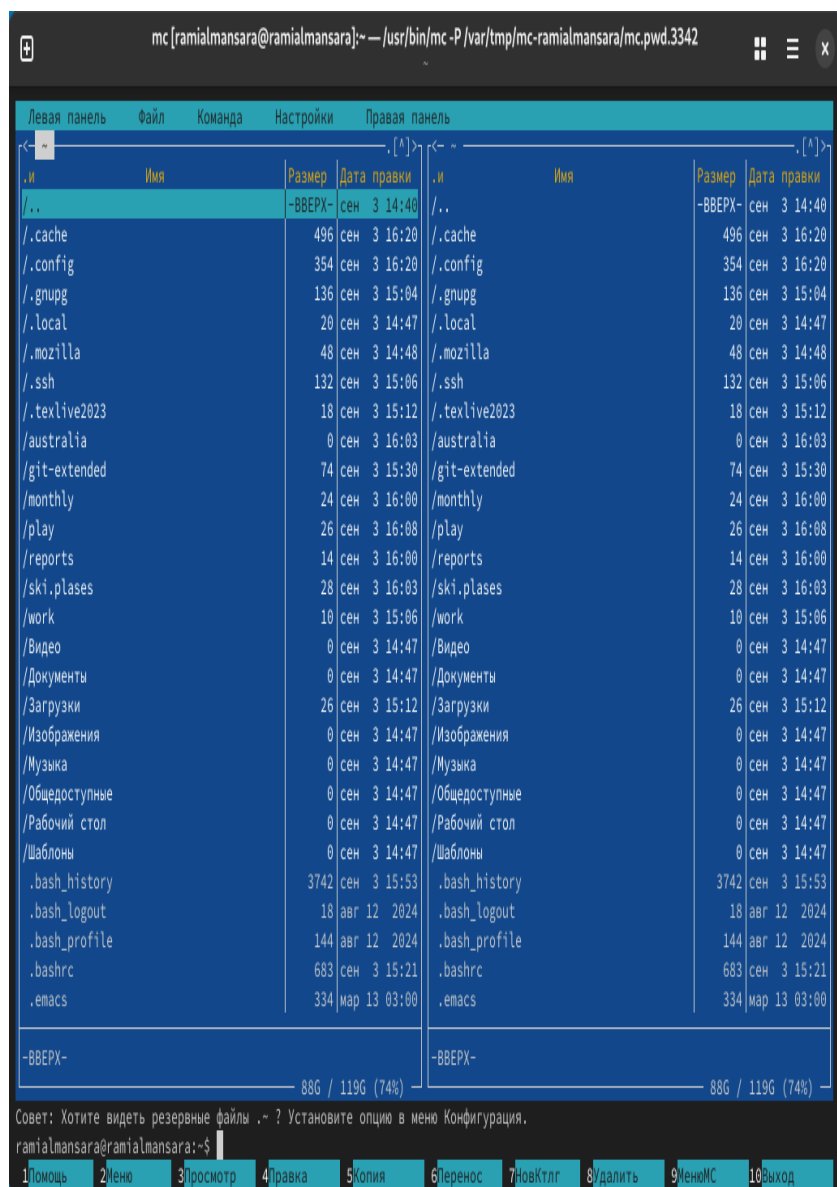 mc [ramialmansara@ramialmansara]:~ — /usr/bin/mc -P /var/tmp/mc-ramialmansara/mc.pwd.3342
~
Левая панель Файл Команда Настройки Правая панель
<- ~ .[^]> <- ~ .[^]>
.и Имя Размер Дата правки .и Имя Размер Дата правки
/.. -ВВЕРХ- сен 3 14:40 /.. -ВВЕРХ- сен 3 14:40
/.cache 496 сен 3 16:20 /.cache 496 сен 3 16:20
/.config 354 сен 3 16:20 /.config 354 сен 3 16:20
/.gnupg 136 сен 3 15:04 /.gnupg 136 сен 3 15:04
/.local 20 сен 3 14:47 /.local 20 сен 3 14:47
/.mozilla 48 сен 3 14:48 /.mozilla 48 сен 3 14:48
/.ssh 132 сен 3 15:06 /.ssh 132 сен 3 15:06
/.texlive2023 18 сен 3 15:12 /.texlive2023 18 сен 3 15:12
/australia 0 сен 3 16:03 /australia 0 сен 3 16:03
/git-extended 74 сен 3 15:30 /git-extended 74 сен 3 15:30
/monthly 24 сен 3 16:00 /monthly 24 сен 3 16:00
/play 26 сен 3 16:08 /play 26 сен 3 16:08
/reports 14 сен 3 16:00 /reports 14 сен 3 16:00
/ski.plases 28 сен 3 16:03 /ski.plases 28 сен 3 16:03
/work 10 сен 3 15:06 /work 10 сен 3 15:06
/Видео 0 сен 3 14:47 /Видео 0 сен 3 14:47
/Документы 0 сен 3 14:47 /Документы 0 сен 3 14:47
/Загрузки 26 сен 3 15:12 /Загрузки 26 сен 3 15:12
/Изображения 0 сен 3 14:47 /Изображения 0 сен 3 14:47
/Музыка 0 сен 3 14:47 /Музыка 0 сен 3 14:47
/Общедоступные 0 сен 3 14:47 /Общедоступные 0 сен 3 14:47
/Рабочий стол 0 сен 3 14:47 /Рабочий стол 0 сен 3 14:47
/Шаблоны 0 сен 3 14:47 /Шаблоны 0 сен 3 14:47
.bash_history 3742 сен 3 15:53 .bash_history 3742 сен 3 15:53
.bash_logout 18 авг 12 2024 .bash_logout 18 авг 12 2024
.bash_profile 144 авг 12 2024 .bash_profile 144 авг 12 2024
.bashrc 683 сен 3 15:21 .bashrc 683 сен 3 15:21
.emacs 334 мар 13 03:00 .emacs 334 мар 13 03:00
-ВВЕРХ- -ВВЕРХ-
88G / 119G (74%) 88G / 119G (74%)
Совет: Хотите видеть резервные файлы .~ ? Установите опцию в меню Конфигурация.
ramialmansara@ramialmansara:~$
1Помощь 2Меню 3Просмотр 4Правка 5Копия 6Перенос 7НовКтлг 8Удалить 9МенюМС 10Выход